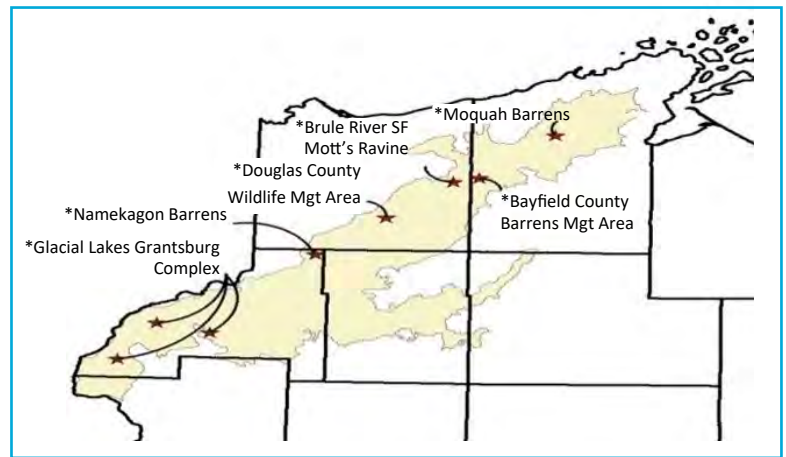 *Moquah Barrens
*Brule River SF
Mott's Ravine
*Douglas County
Wildlife Mgt Area
*Bayfield County
Barrens Mgt Area
*Namekagon Barrens
*Glacial Lakes Grantsburg
Complex